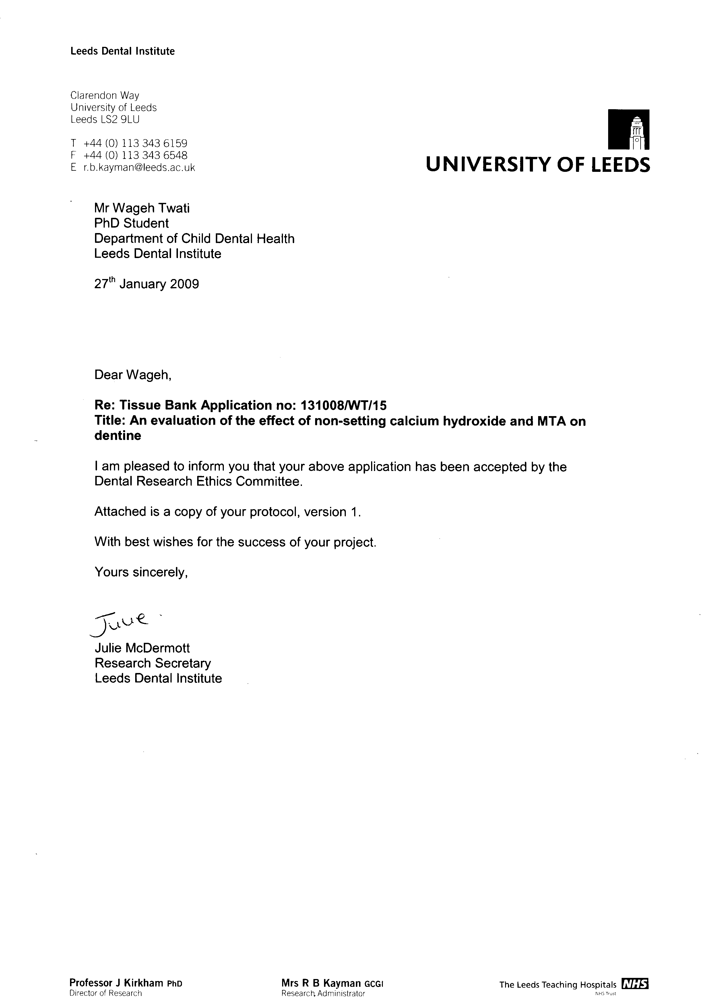 Leeds Dental Institute
Clarendon Way
University of Leeds
Leeds LS2 9LU
T +44 (0) 113 343 6159
F +44 (0) 113 343 6548
E r.b.kayman@leeds.ac.uk
UNIVERSITY OF LEEDS
Mr Wageh Twati
PhD Student
Department of Child Dental Health
Leeds Dental Institute
27th January 2009
Dear Wageh,
Re: Tissue Bank Application no: 131008/WT/15
Title: An evaluation of the effect of non-setting calcium hydroxide and MTA on
dentine
I am pleased to inform you that your above application has been accepted by the
Dental Research Ethics Committee.
Attached is a copy of your protocol, version 1.
With best wishes for the success of your project.
Yours sincerely,
Julie McDermott
Research Secretary
Leeds Dental Institute
Professor J Kirkham PhD
Director of Research
Mrs R B Kayman GCGI
Research Administrator
The Leeds Teaching Hospitals NHS
NHS Trust